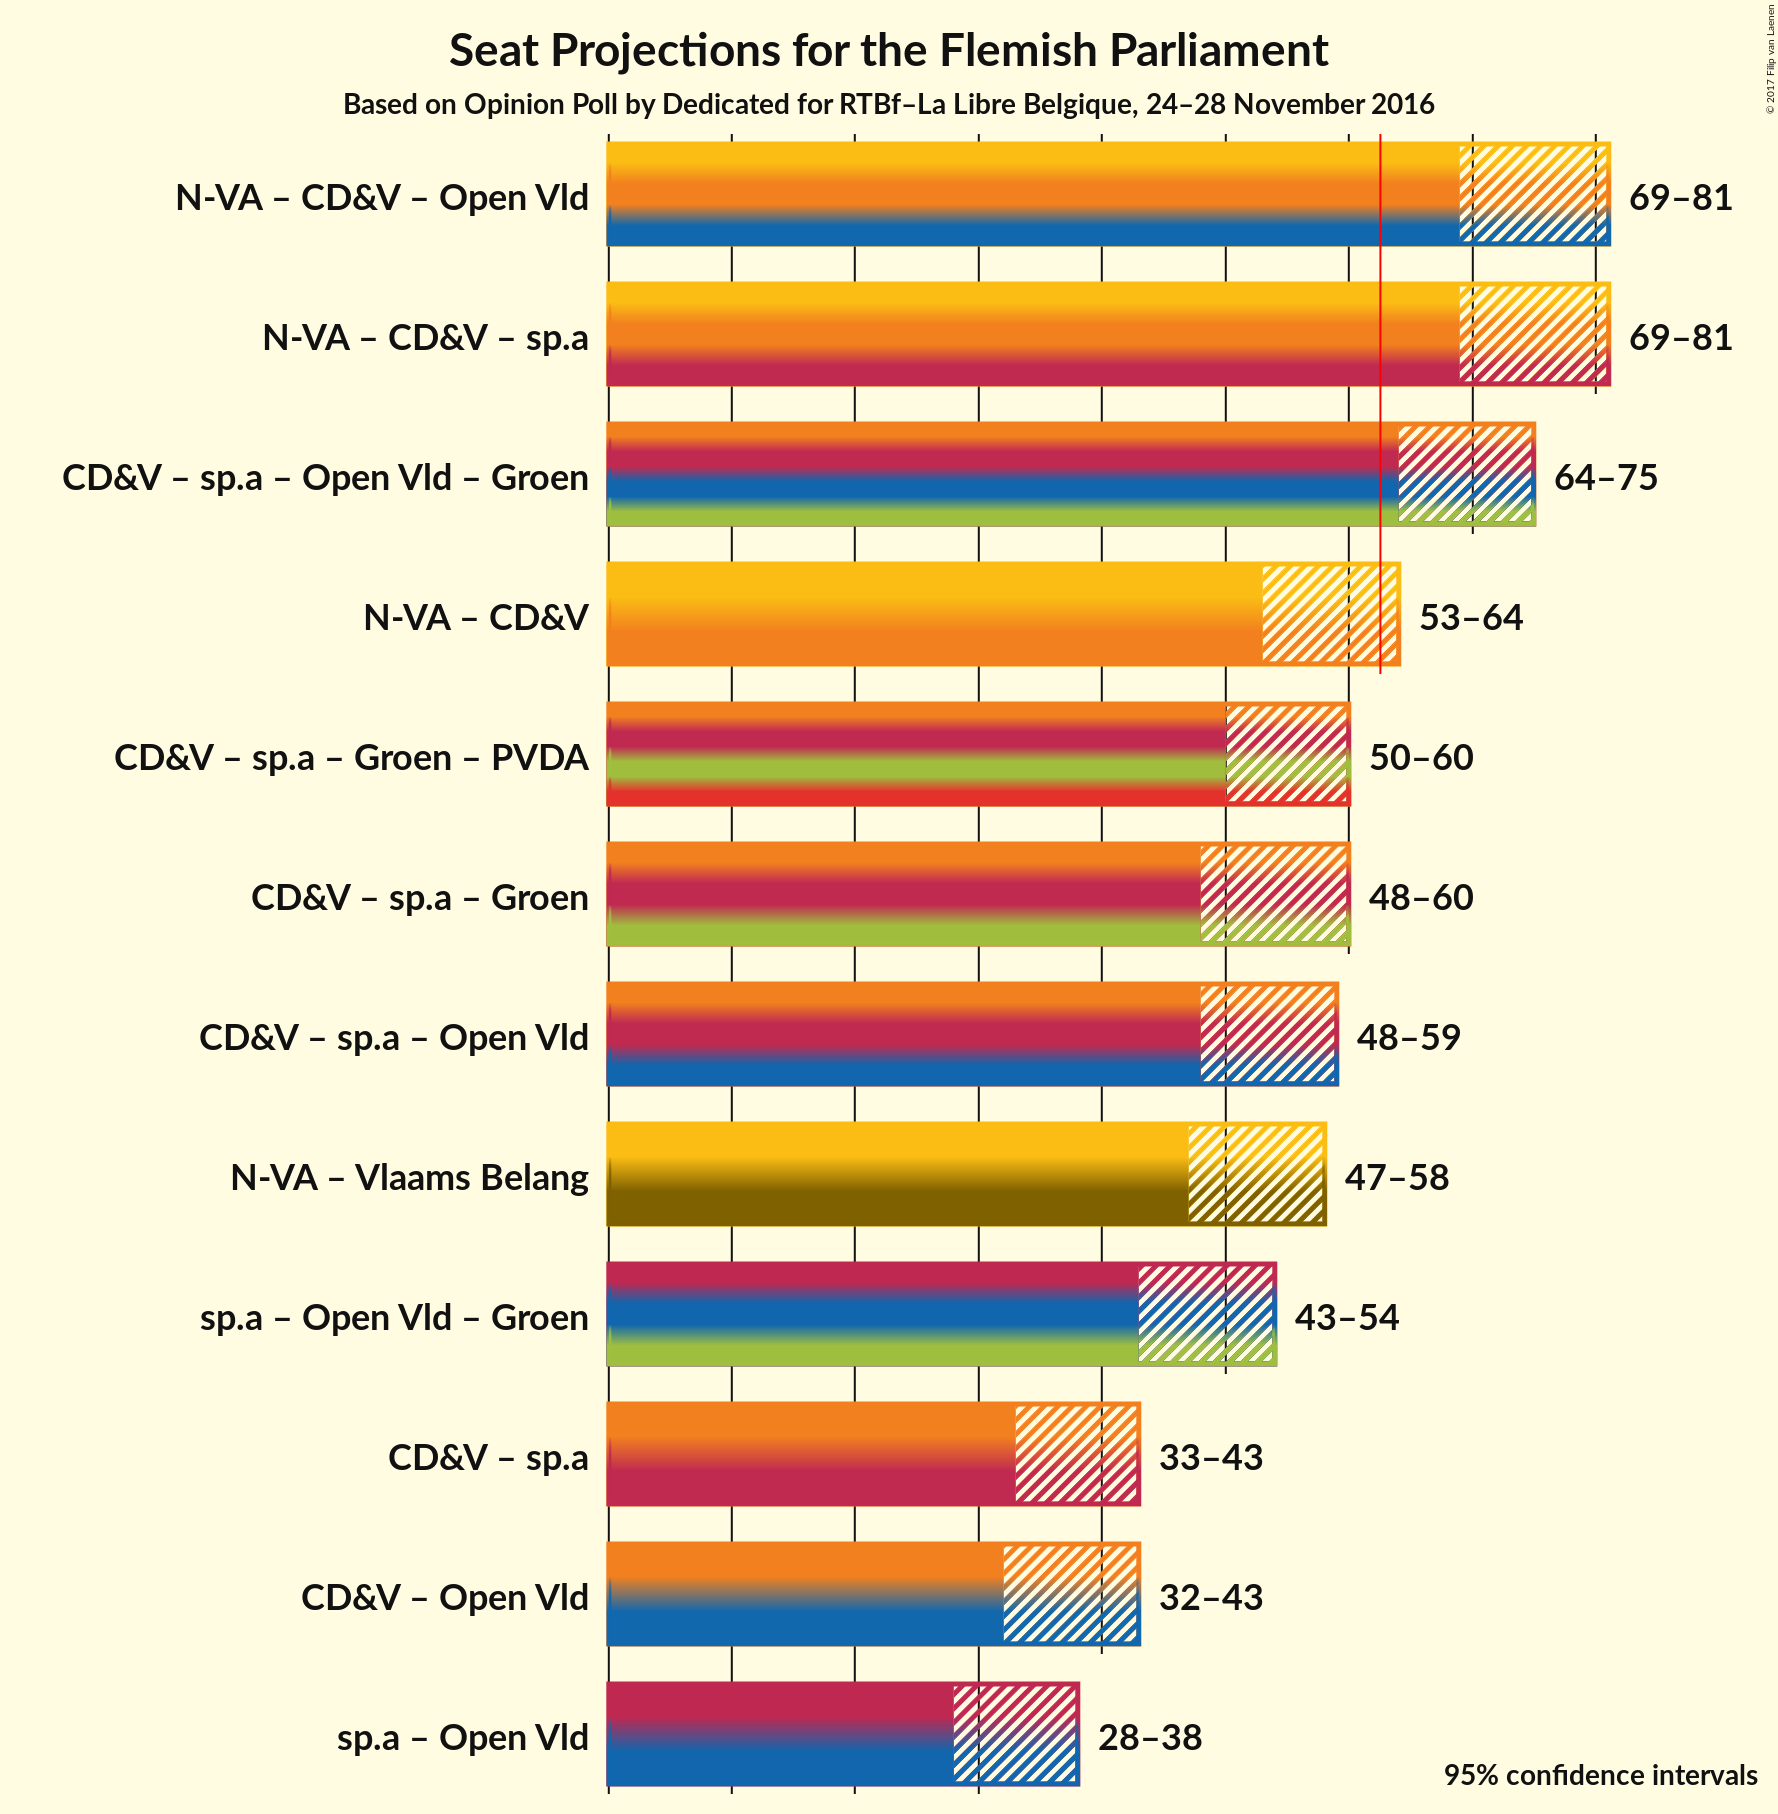 Seat Projections for the Flemish Parliament
Based on Opinion Poll by Dedicated for RTBf–La Libre Belgique, 24–28 November 2016
© 2017 Filip van Laenen
N-VA – CD&V – Open Vld 69–81
N-VA – CD&V – sp.a 69–81
CD&V – sp.a – Open Vld – Groen 64–75
N-VA – CD&V 53–64
CD&V – sp.a – Groen – PVDA 50–60
CD&V – sp.a – Groen 48–60
CD&V – sp.a – Open Vld 48–59
N-VA – Vlaams Belang 47–58
sp.a – Open Vld – Groen 43–54
CD&V – sp.a 33–43
CD&V – Open Vld 32–43
sp.a – Open Vld 28–38
95% confidence intervals